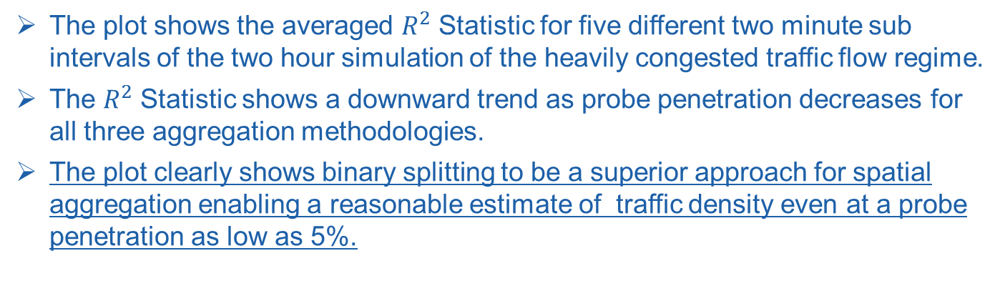 ➢ The plot shows the averaged R² Statistic for five different two minute sub
intervals of the two hour simulation of the heavily congested traffic flow regime.
➢ The R² Statistic shows a downward trend as probe penetration decreases for
all three aggregation methodologies.
➢ The plot clearly shows binary splitting to be a superior approach for spatial
aggregation enabling a reasonable estimate of  traffic density even at a probe
penetration as low as 5%.